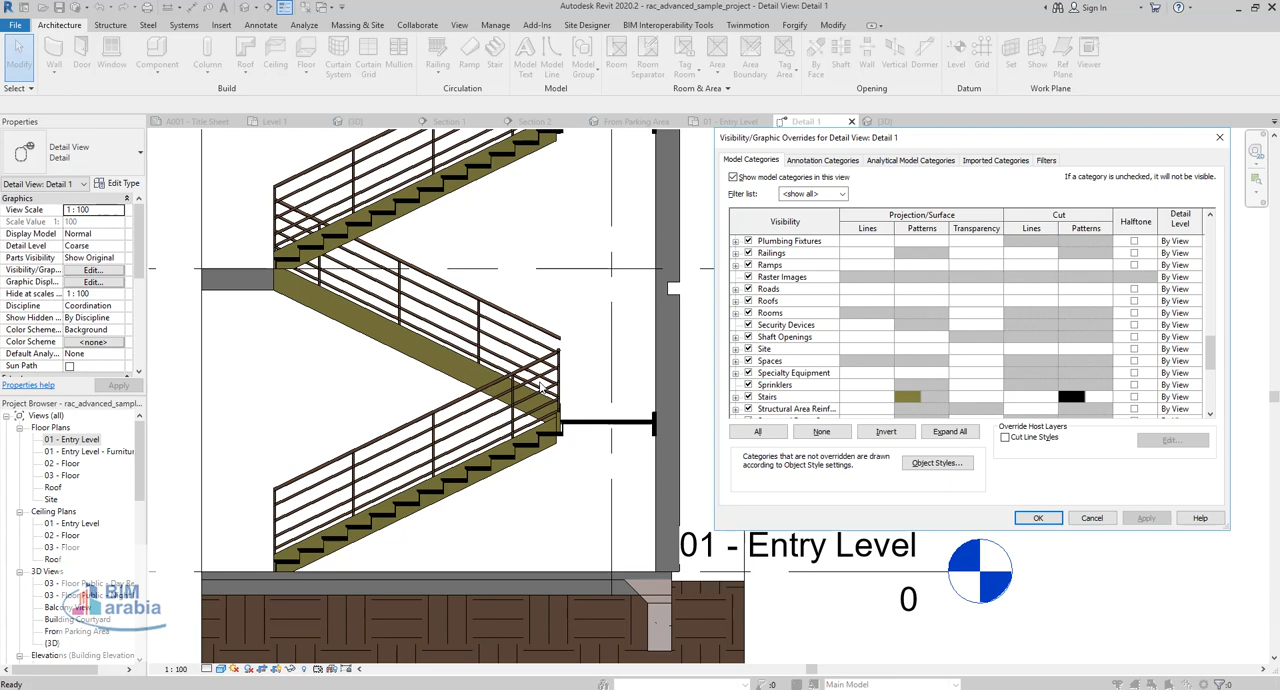 Autodesk Revit 2020.2 - rac_advanced_sample_project - Detail View: Detail 1
Sign In
File Architecture Structure Steel Systems Insert Annotate Analyze Massing & Site Collaborate View Manage Add-Ins Site Designer BIM Interoperability Tools Twinmotion Forgify Modify
Modify Wall Door Window Component Column Roof Ceiling Floor Curtain System Curtain Grid Mullion Railing Ramp Stair Model Text Model Line Model Group Room Room Separator Tag Room Area Area Boundary Tag Area By Face Shaft Wall Vertical Dormer Level Grid Set Show Ref Plane Viewer
Select Build Circulation Model Room & Area Opening Datum Work Plane
Properties
A001 - Title Sheet Level 1 {3D} Section 1 Section 2 From Parking Area 01 - Entry Level Detail 1 {3D}
Detail View
Detail
Detail View: Detail 1 Edit Type
Graphics
View Scale 1 : 100
Scale Value 1: 100
Display Model Normal
Detail Level Coarse
Parts Visibility Show Original
Visibility/Grap... Edit...
Graphic Displ... Edit...
Hide at scales ... 1 : 100
Discipline Coordination
Show Hidden ... By Discipline
Color Scheme... Background
Color Scheme <none>
Default Analy... None
Sun Path
Properties help Apply
Project Browser - rac_advanced_samp...
Views (all)
Floor Plans
01 - Entry Level
01 - Entry Level - Furnitur
02 - Floor
03 - Floor
Roof
Site
Ceiling Plans
01 - Entry Level
02 - Floor
03 - Floor
Roof
3D Views
03 - Floor Public - Day Re
Balcony View
Building Courtyard
From Parking Area
{3D}
Elevations (Building Elevation
BIM
arabia
Visibility/Graphic Overrides for Detail View: Detail 1
Model Categories Annotation Categories Analytical Model Categories Imported Categories Filters
Show model categories in this view
If a category is unchecked, it will not be visible.
Filter list: <show all>
Visibility Projection/Surface Cut Halftone Detail Level
Lines Patterns Transparency Lines Patterns
Plumbing Fixtures By View
Railings By View
Ramps By View
Raster Images By View
Roads By View
Roofs By View
Rooms By View
Security Devices By View
Shaft Openings By View
Site By View
Spaces By View
Specialty Equipment By View
Sprinklers By View
Stairs By View
Structural Area Reinf... By View
All None Invert Expand All
Override Host Layers
Cut Line Styles Edit...
Categories that are not overridden are drawn
according to Object Style settings.
Object Styles...
OK Cancel Apply Help
01 - Entry Level
0
1 : 100
Ready
:0
Main Model
:0